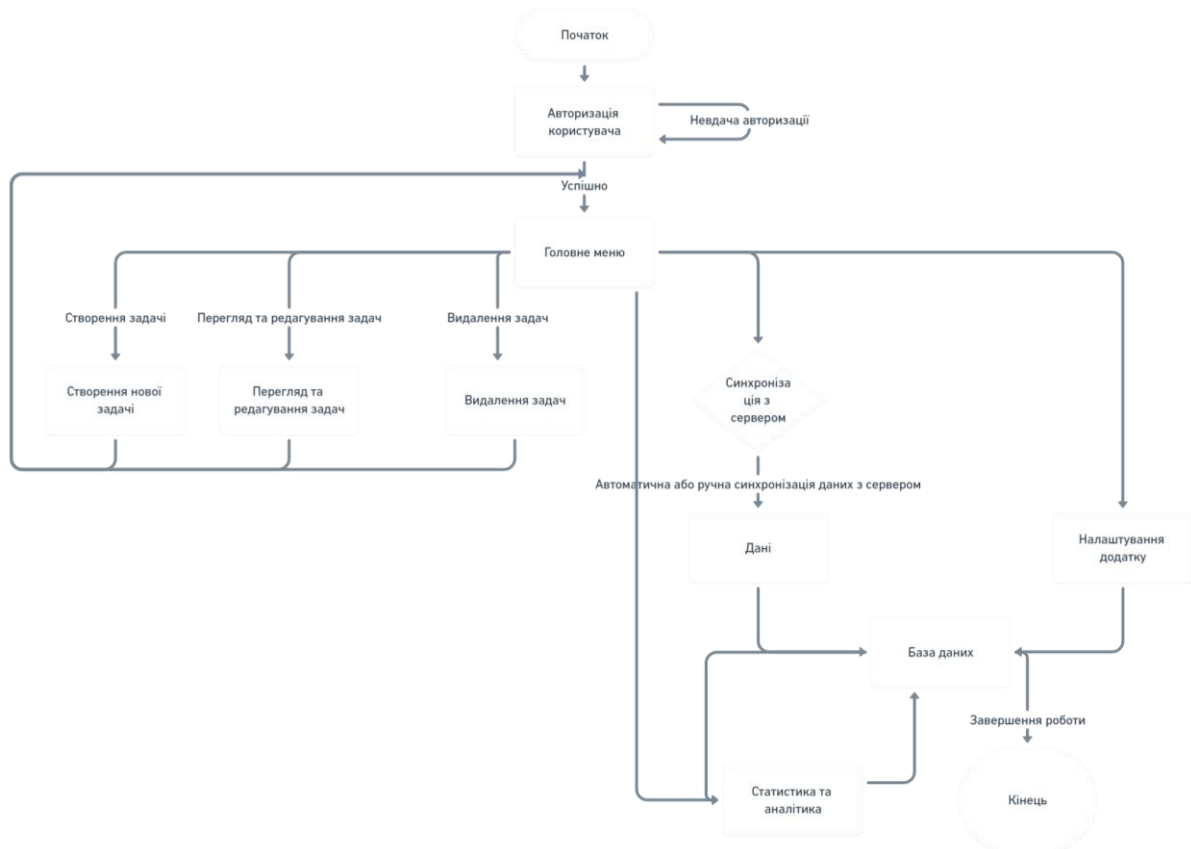 Початок
Авторизація
користувача
Невдача авторизації
Успішно
Головне меню
Створення задачі
Перегляд та редагування задач
Видалення задач
Створення нової
задачі
Перегляд та
редагування задач
Видалення задач
Синхроніза
ція з
сервером
Автоматична або ручна синхронізація даних з сервером
Дані
Налаштування
додатку
База даних
Завершення роботи
Статистика та
аналітика
Кінець